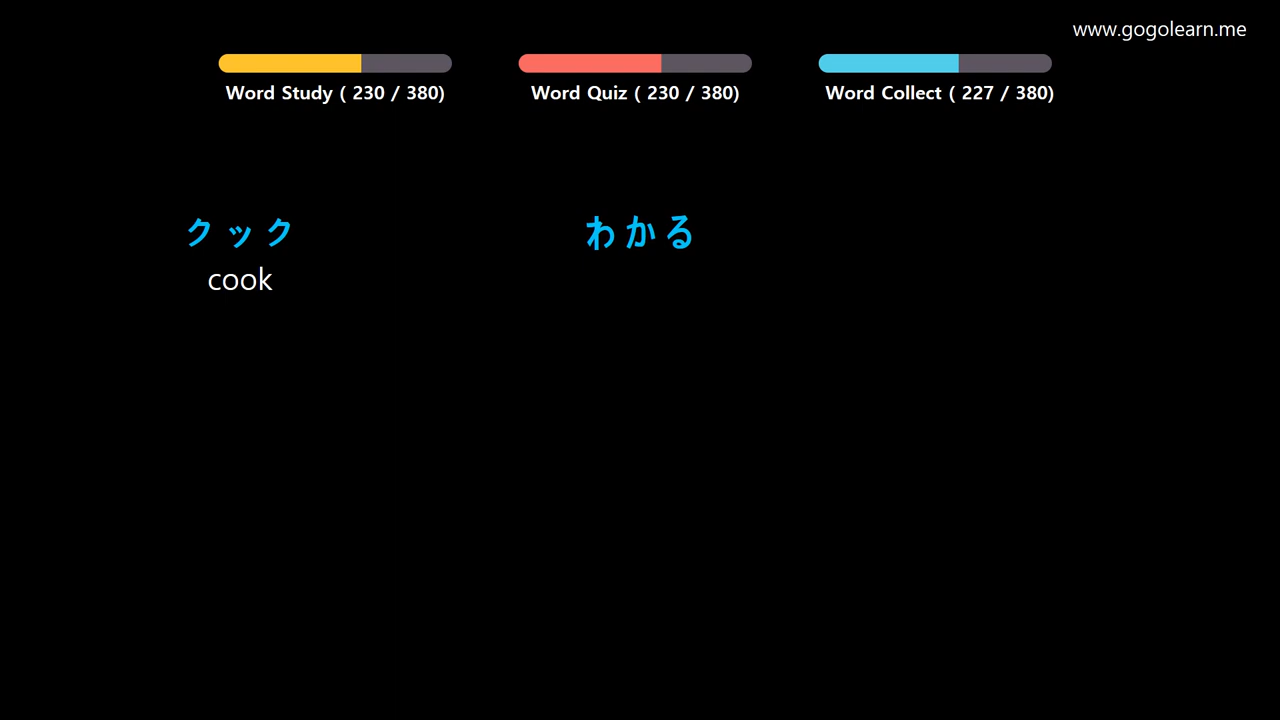 www.gogolearn.me
Word Study ( 230 / 380)
Word Quiz ( 230 / 380)
Word Collect ( 227 / 380)
クック
cook
わかる